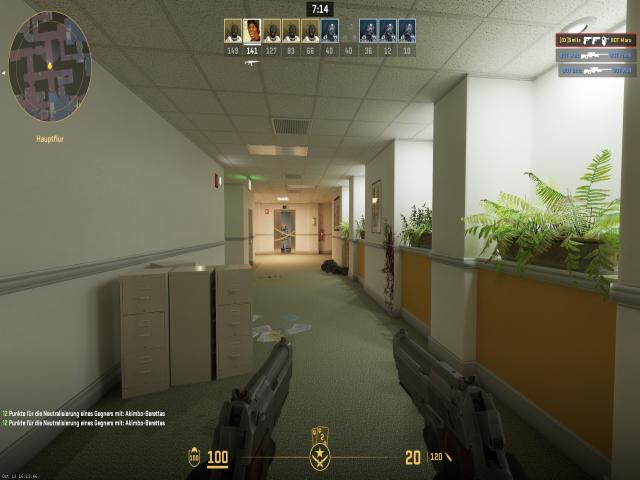 7:14
149 141 127 83 66 40 40 36 12 10
Hauptflur
12 Punkte für die Neutralisierung eines Gegners mit: Akimbo-Berettas
12 Punkte für die Neutralisierung eines Gegners mit: Akimbo-Berettas
100 100
20 120